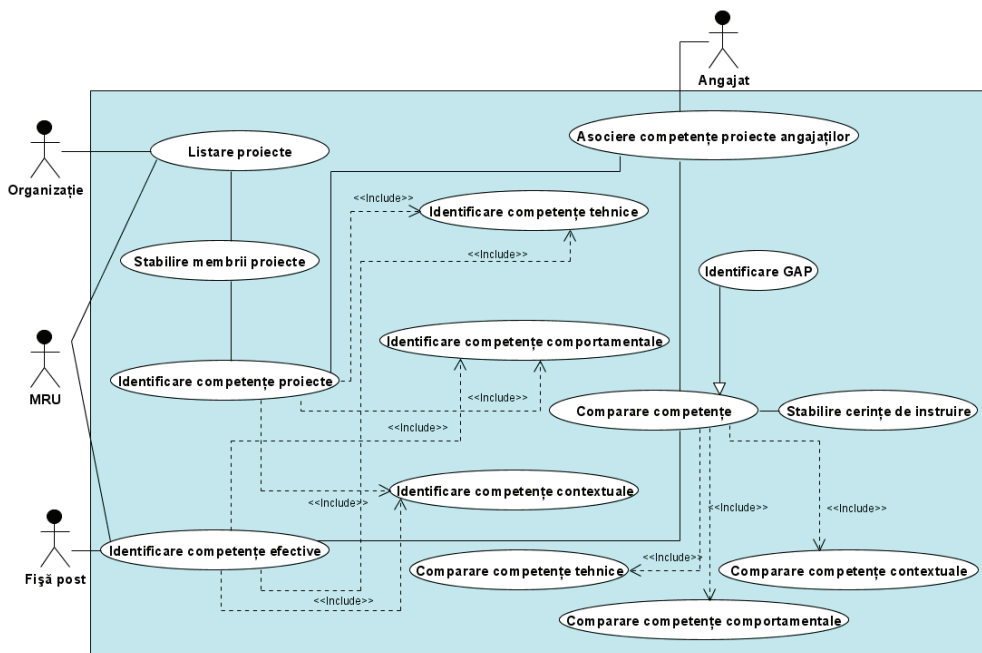 Angajat
Asociere competențe proiecte angajaților
Organizație
Listare proiecte
<<Include>>
Identificare competențe tehnice
<<Include>>
Stabilire membrii proiecte
Identificare GAP
MRU
Identificare competențe comportamentale
Identificare competențe proiecte
<<Include>>
Comparare competențe
Stabilire cerințe de instruire
<<Include>>
Identificare competențe contextuale
<<Include>>
<<Include>>
<<Include>>
Fișă post
Identificare competențe efective
<<Include>>
Comparare competențe tehnice
Comparare competențe contextuale
<<Include>>
Comparare competențe comportamentale